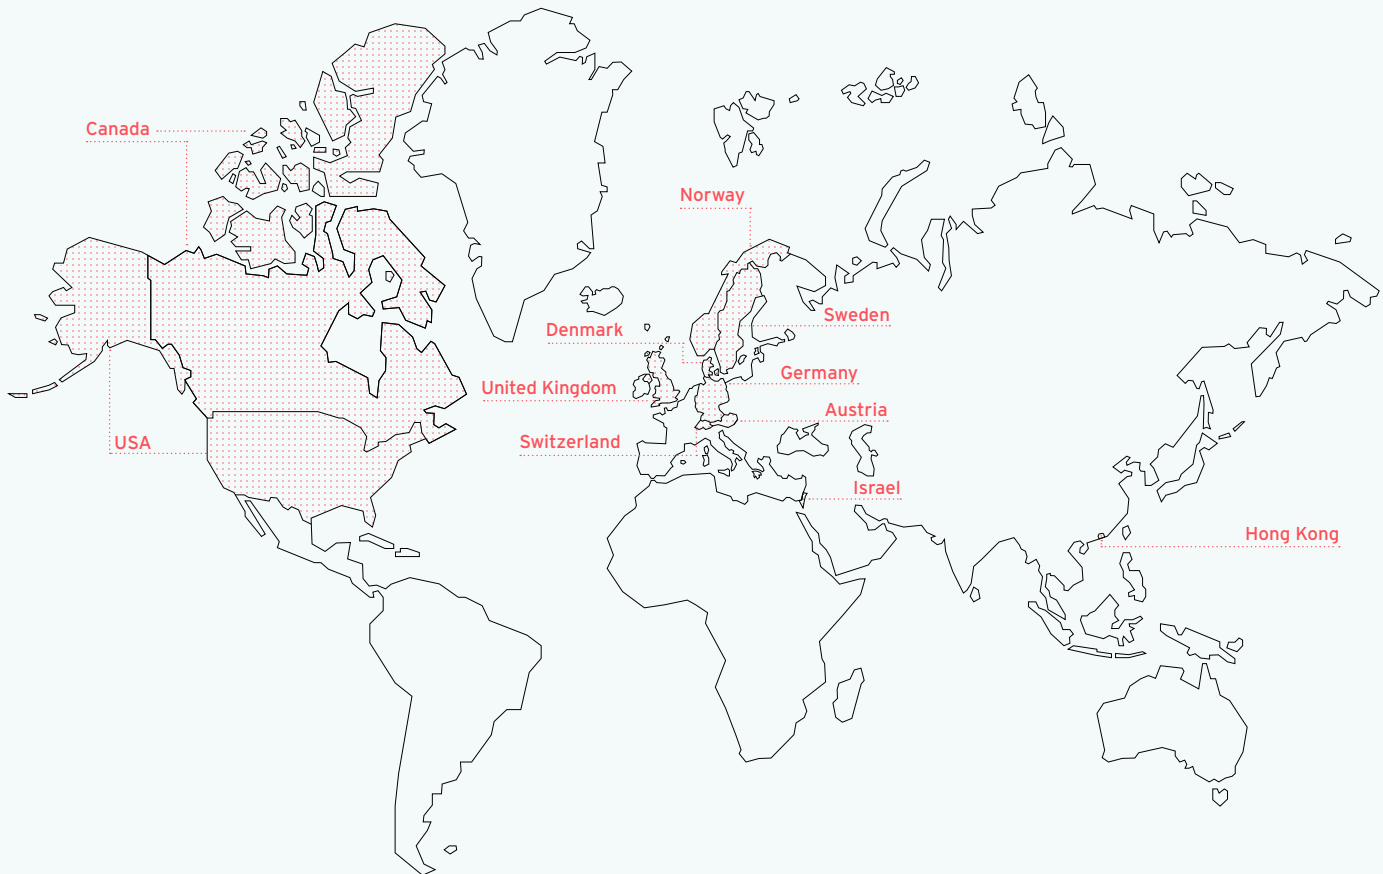 Canada
Norway
Sweden
Denmark
Germany
United Kingdom
Austria
USA
Switzerland
Israel
Hong Kong